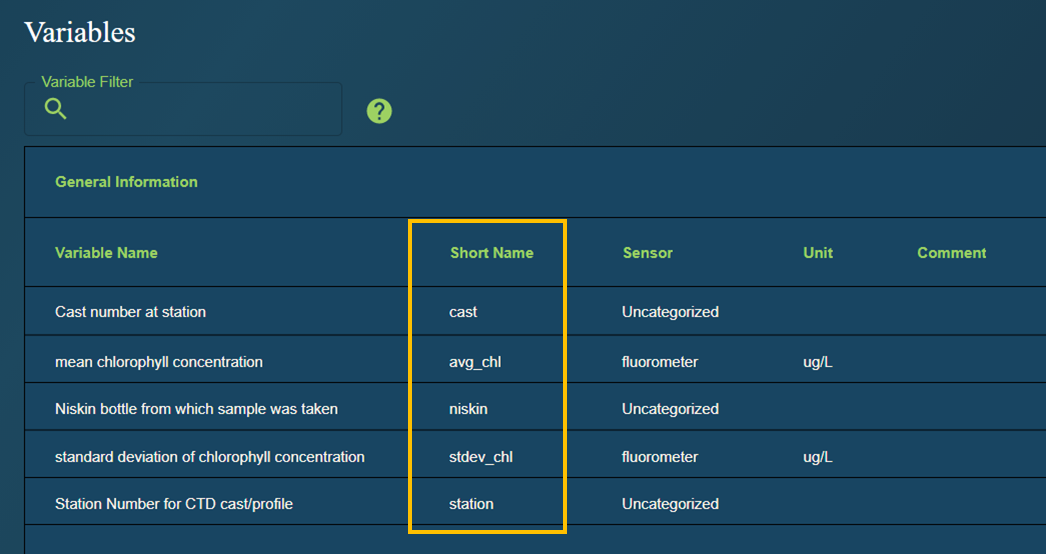 Variables
Variable Filter
?
General Information
Variable Name Short Name Sensor Unit Comment
Cast number at station cast Uncategorized
mean chlorophyll concentration avg_chl fluorometer ug/L
Niskin bottle from which sample was taken niskin Uncategorized
standard deviation of chlorophyll concentration stdev_chl fluorometer ug/L
Station Number for CTD cast/profile station Uncategorized